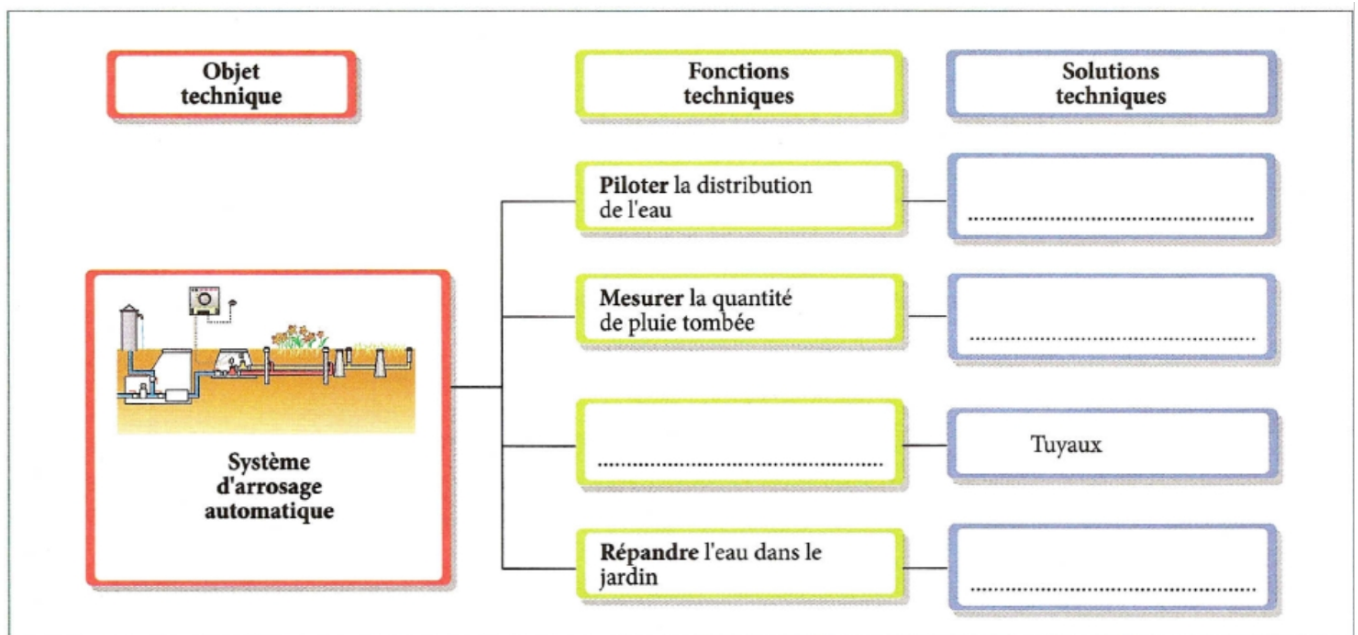 Objet
technique
Fonctions
techniques
Solutions
techniques
Piloter la distribution
de l'eau
Mesurer la quantité
de pluie tombée
Tuyaux
Système
d'arrosage
automatique
Répandre l'eau dans le
jardin